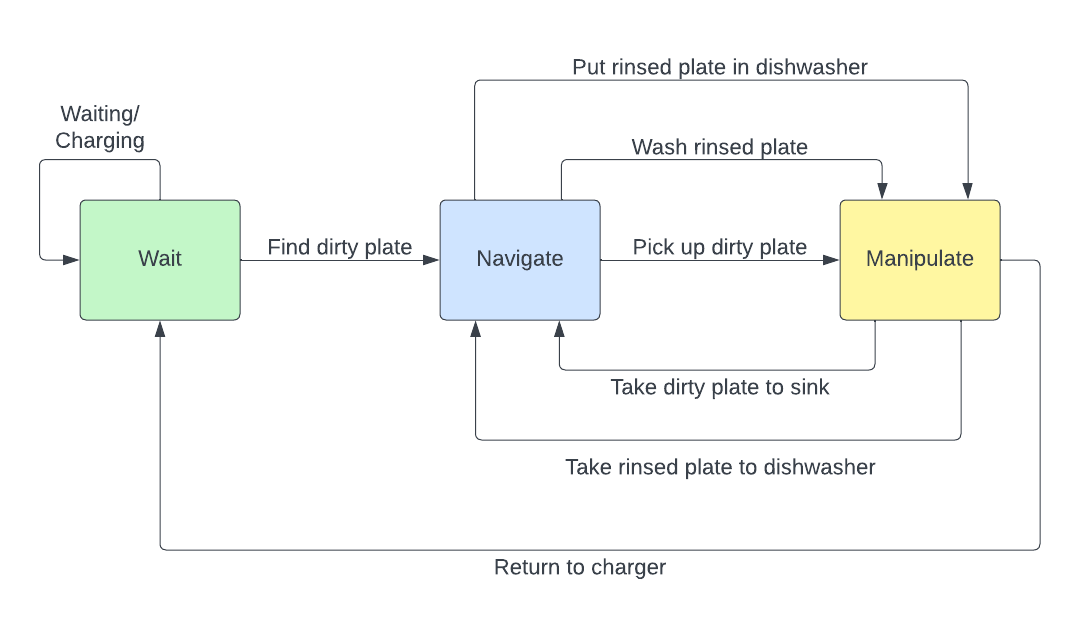 Put rinsed plate in dishwasher
Waiting/
Charging
Wash rinsed plate
Wait
Find dirty plate
Navigate
Pick up dirty plate
Manipulate
Take dirty plate to sink
Take rinsed plate to dishwasher
Return to charger